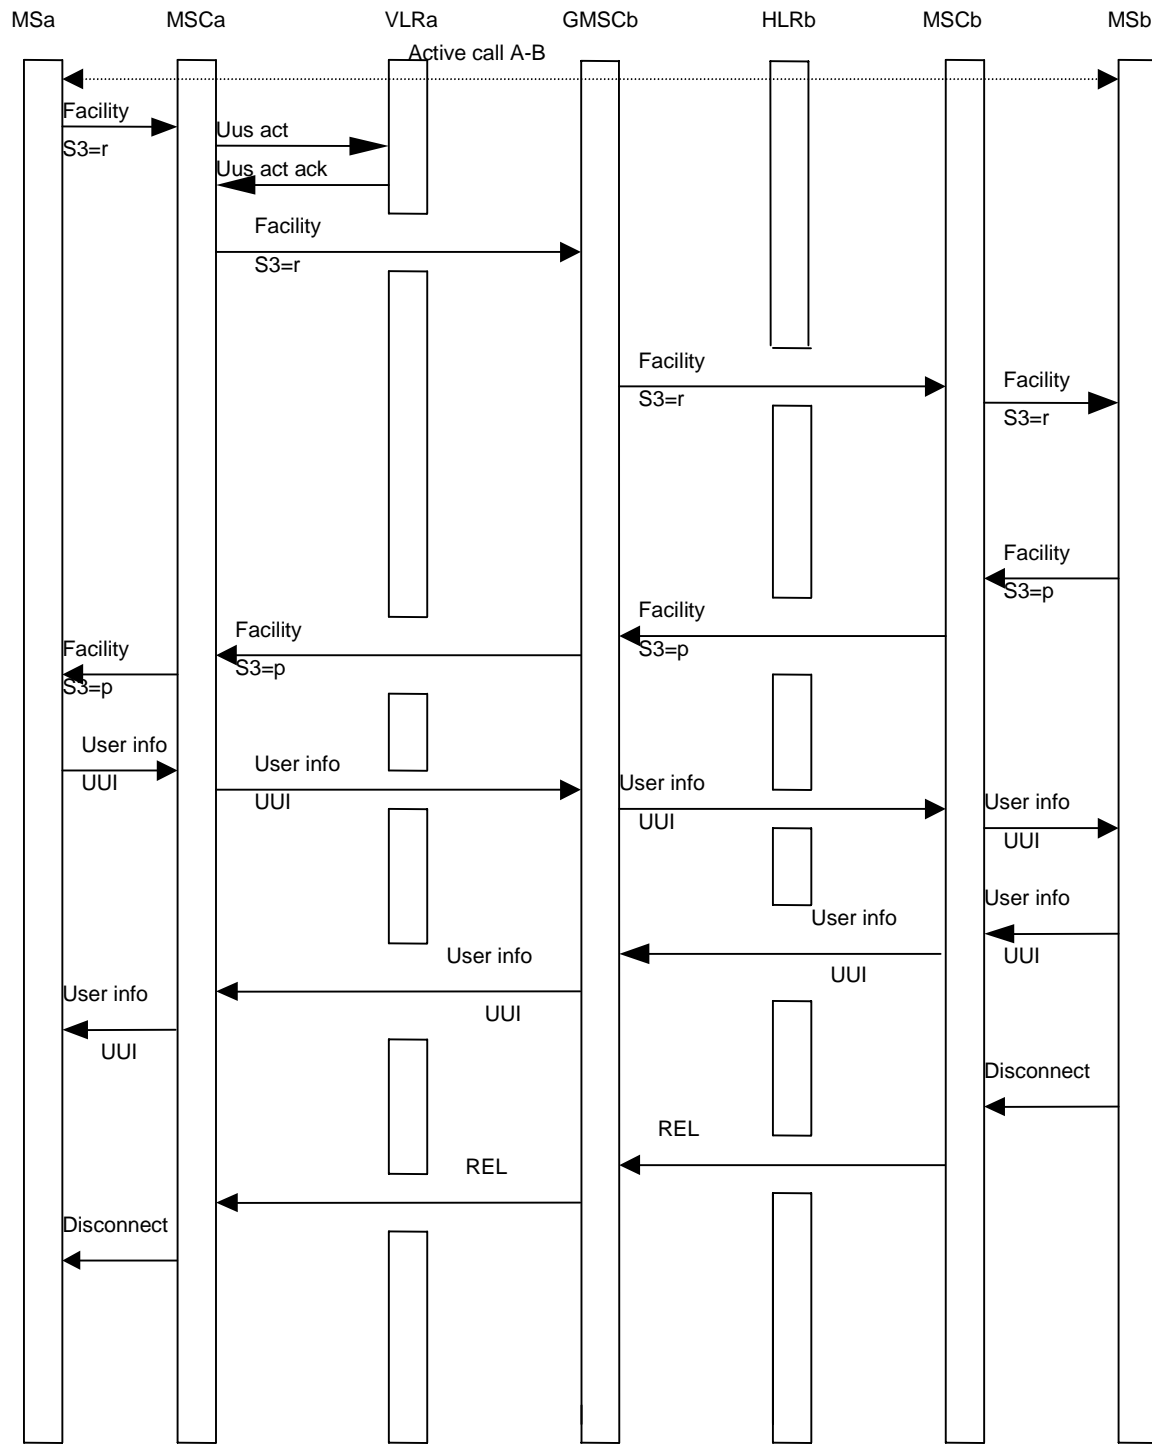 MSa MSCa VLRa GMSCb HLRb MSCb MSb
Active call A-B
Facility
S3=r
Uus act
Uus act ack
Facility
S3=r
Facility
S3=r
Facility
S3=r
Facility
S3=p
Facility
S3=p
Facility
S3=p
Facility
S3=p
User info
UUI
User info
UUI
User info
UUI
User info
UUI
User info
UUI
User info
UUI
User info
UUI
User info
UUI
Disconnect
REL
REL
Disconnect